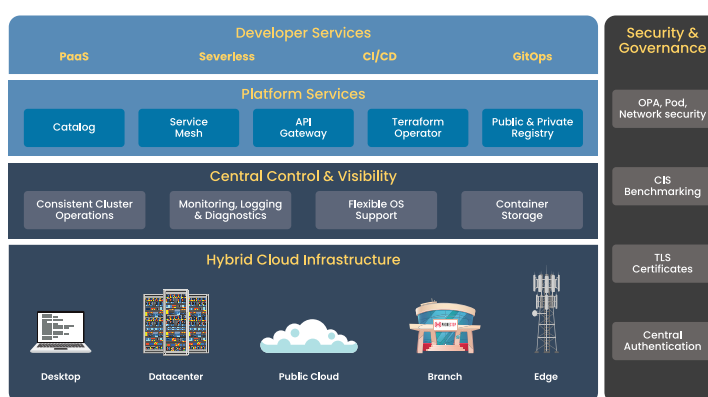 Developer Services
PaaS
Severless
CI/CD
GitOps
Platform Services
Catalog
Service
Mesh
API
Gateway
Terraform
Operator
Public & Private
Registry
Central Control & Visibility
Consistent Cluster
Operations
Monitoring, Logging
& Diagnostics
Flexible OS
Support
Container
Storage
Hybrid Cloud Infrastructure
Desktop
Datacenter
Public Cloud
Branch
Edge
Security &
Governance
OPA, Pod,
Network security
CIS
Benchmarking
TLS
Certificates
Central
Authentication